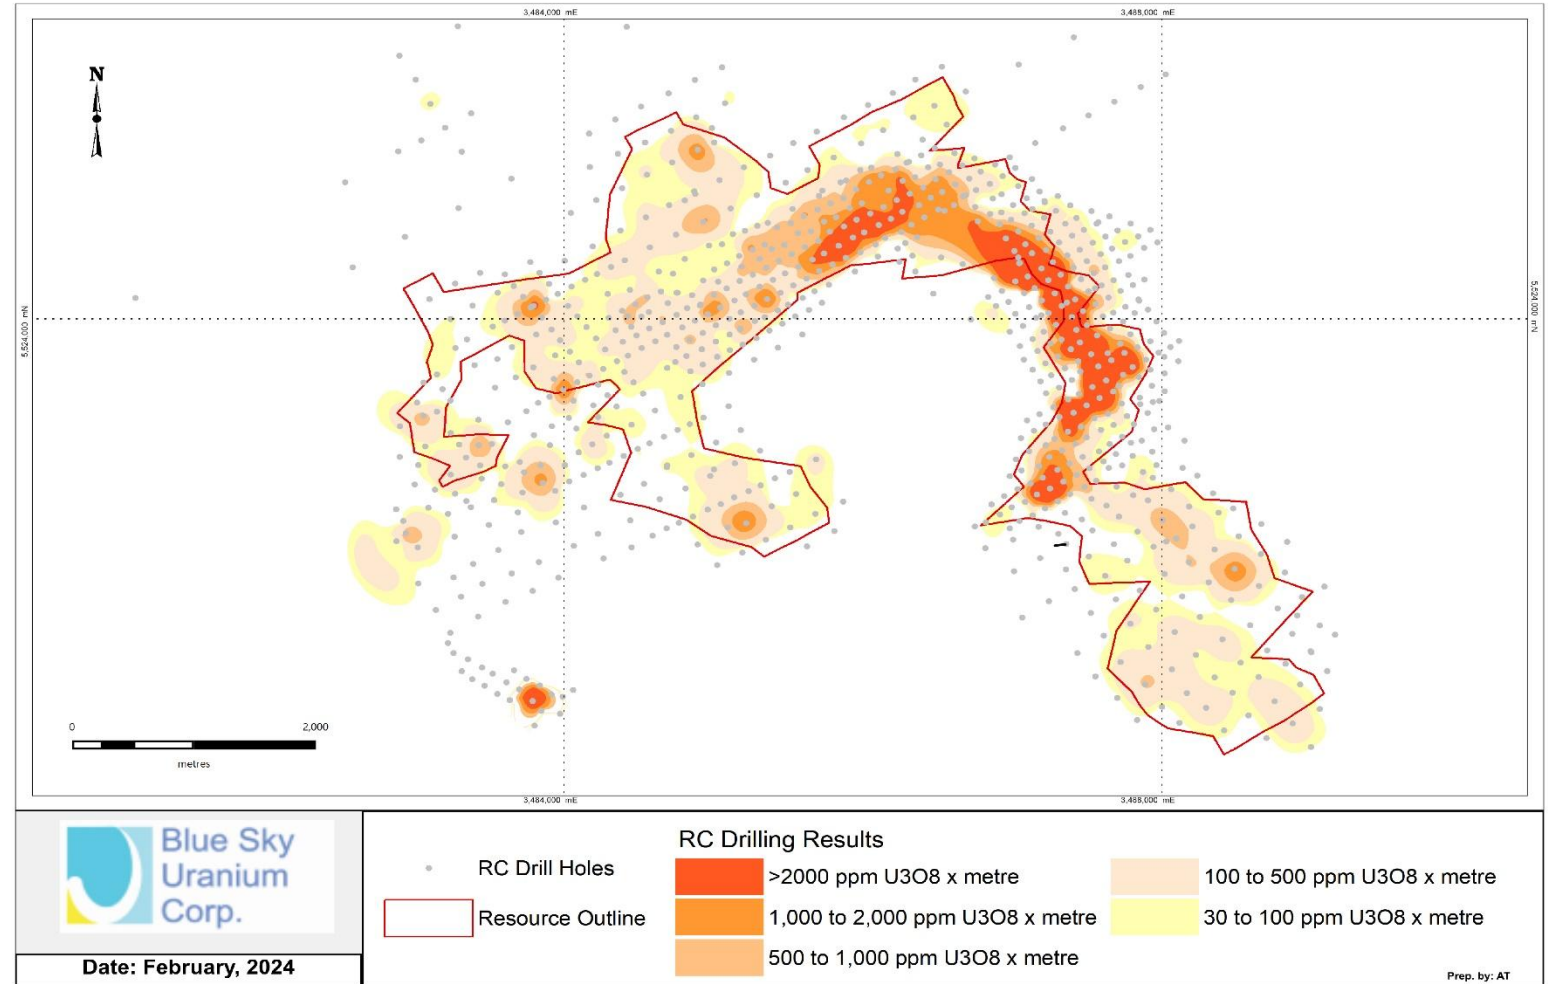 3,484,000 mE
3,488,000 mE
N
5,524,000 mN
5,524,000 mN
0
2,000
metres
3,484,000 mE
3,488,000 mE
Blue Sky
Uranium
Corp.
Date: February, 2024
RC Drill Holes
Resource Outline
RC Drilling Results
>2000 ppm U3O8 x metre
1,000 to 2,000 ppm U3O8 x metre
500 to 1,000 ppm U3O8 x metre
100 to 500 ppm U3O8 x metre
30 to 100 ppm U3O8 x metre
Prep. by: AT